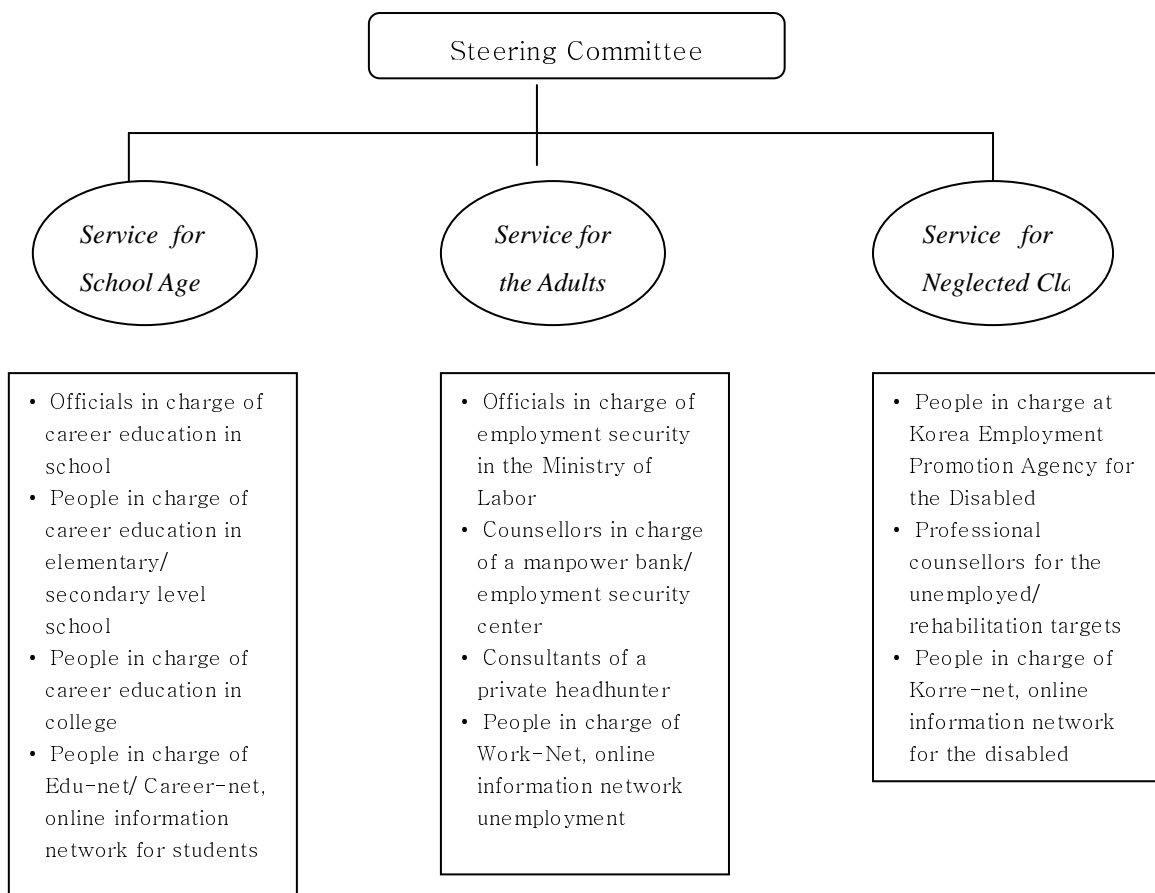 Steering Committee
Service for
School Age
Service for
the Adults
Service for
Neglected Cla
• Officials in charge of
career education in
school
• People in charge of
career education in
elementary/
secondary level
school
• People in charge of
career education in
college
• People in charge of
Edu-net/ Career-net,
online information
network for students
• Officials in charge of
employment security
in the Ministry of
Labor
• Counsellors in charge
of a manpower bank/
employment security
center
• Consultants of a
private headhunter
• People in charge of
Work-Net, online
information network
unemployment
• People in charge at
Korea Employment
Promotion Agency for
the Disabled
• Professional
counsellors for the
unemployed/
rehabilitation targets
• People in charge of
Korre-net, online
information network
for the disabled